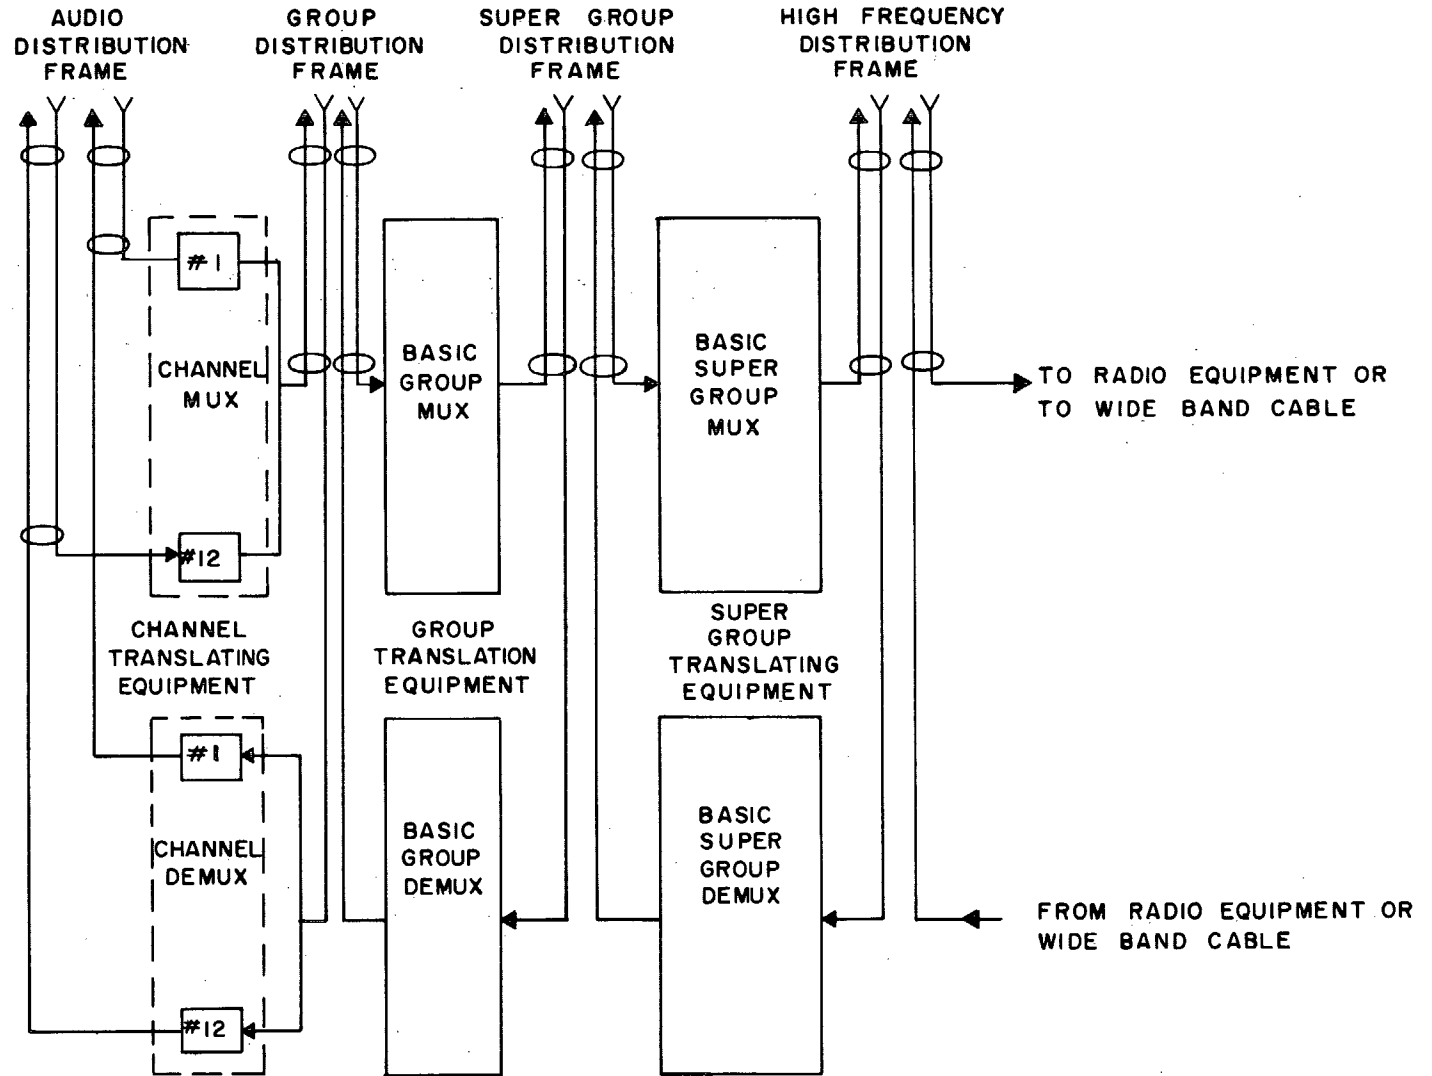 AUDIO
DISTRIBUTION
FRAME
GROUP
DISTRIBUTION
FRAME
SUPER GROUP
DISTRIBUTION
FRAME
HIGH FREQUENCY
DISTRIBUTION
FRAME
#1
CHANNEL
MUX
#12
BASIC
GROUP
MUX
BASIC
SUPER
GROUP
MUX
TO RADIO EQUIPMENT OR
TO WIDE BAND CABLE
CHANNEL
TRANSLATING
EQUIPMENT
GROUP
TRANSLATION
EQUIPMENT
SUPER
GROUP
TRANSLATING
EQUIPMENT
#1
CHANNEL
DEMUX
#12
BASIC
GROUP
DEMUX
BASIC
SUPER
GROUP
DEMUX
FROM RADIO EQUIPMENT OR
WIDE BAND CABLE